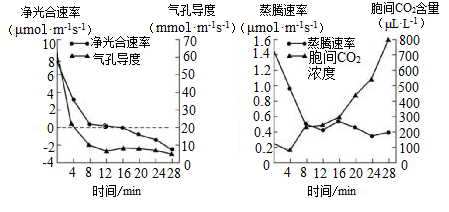 净光合速率
(μmol·m⁻¹s⁻¹)
气孔导度
(mmol·m⁻¹s⁻¹)
10
8
6
4
2
0
-2
-4
70
60
50
40
30
20
10
0
净光合速率
气孔导度
4 8 12 16 20 24 28
时间/min
蒸腾速率
(μmol·m⁻¹s⁻¹)
胞间CO₂含量
(μL·L⁻¹)
1.6
1.4
1.2
1.0
0.8
0.6
0.4
0.2
0
800
700
600
500
400
300
200
100
0
蒸腾速率
胞间CO₂
浓度
4 8 12 16 20 24 28
时间/min